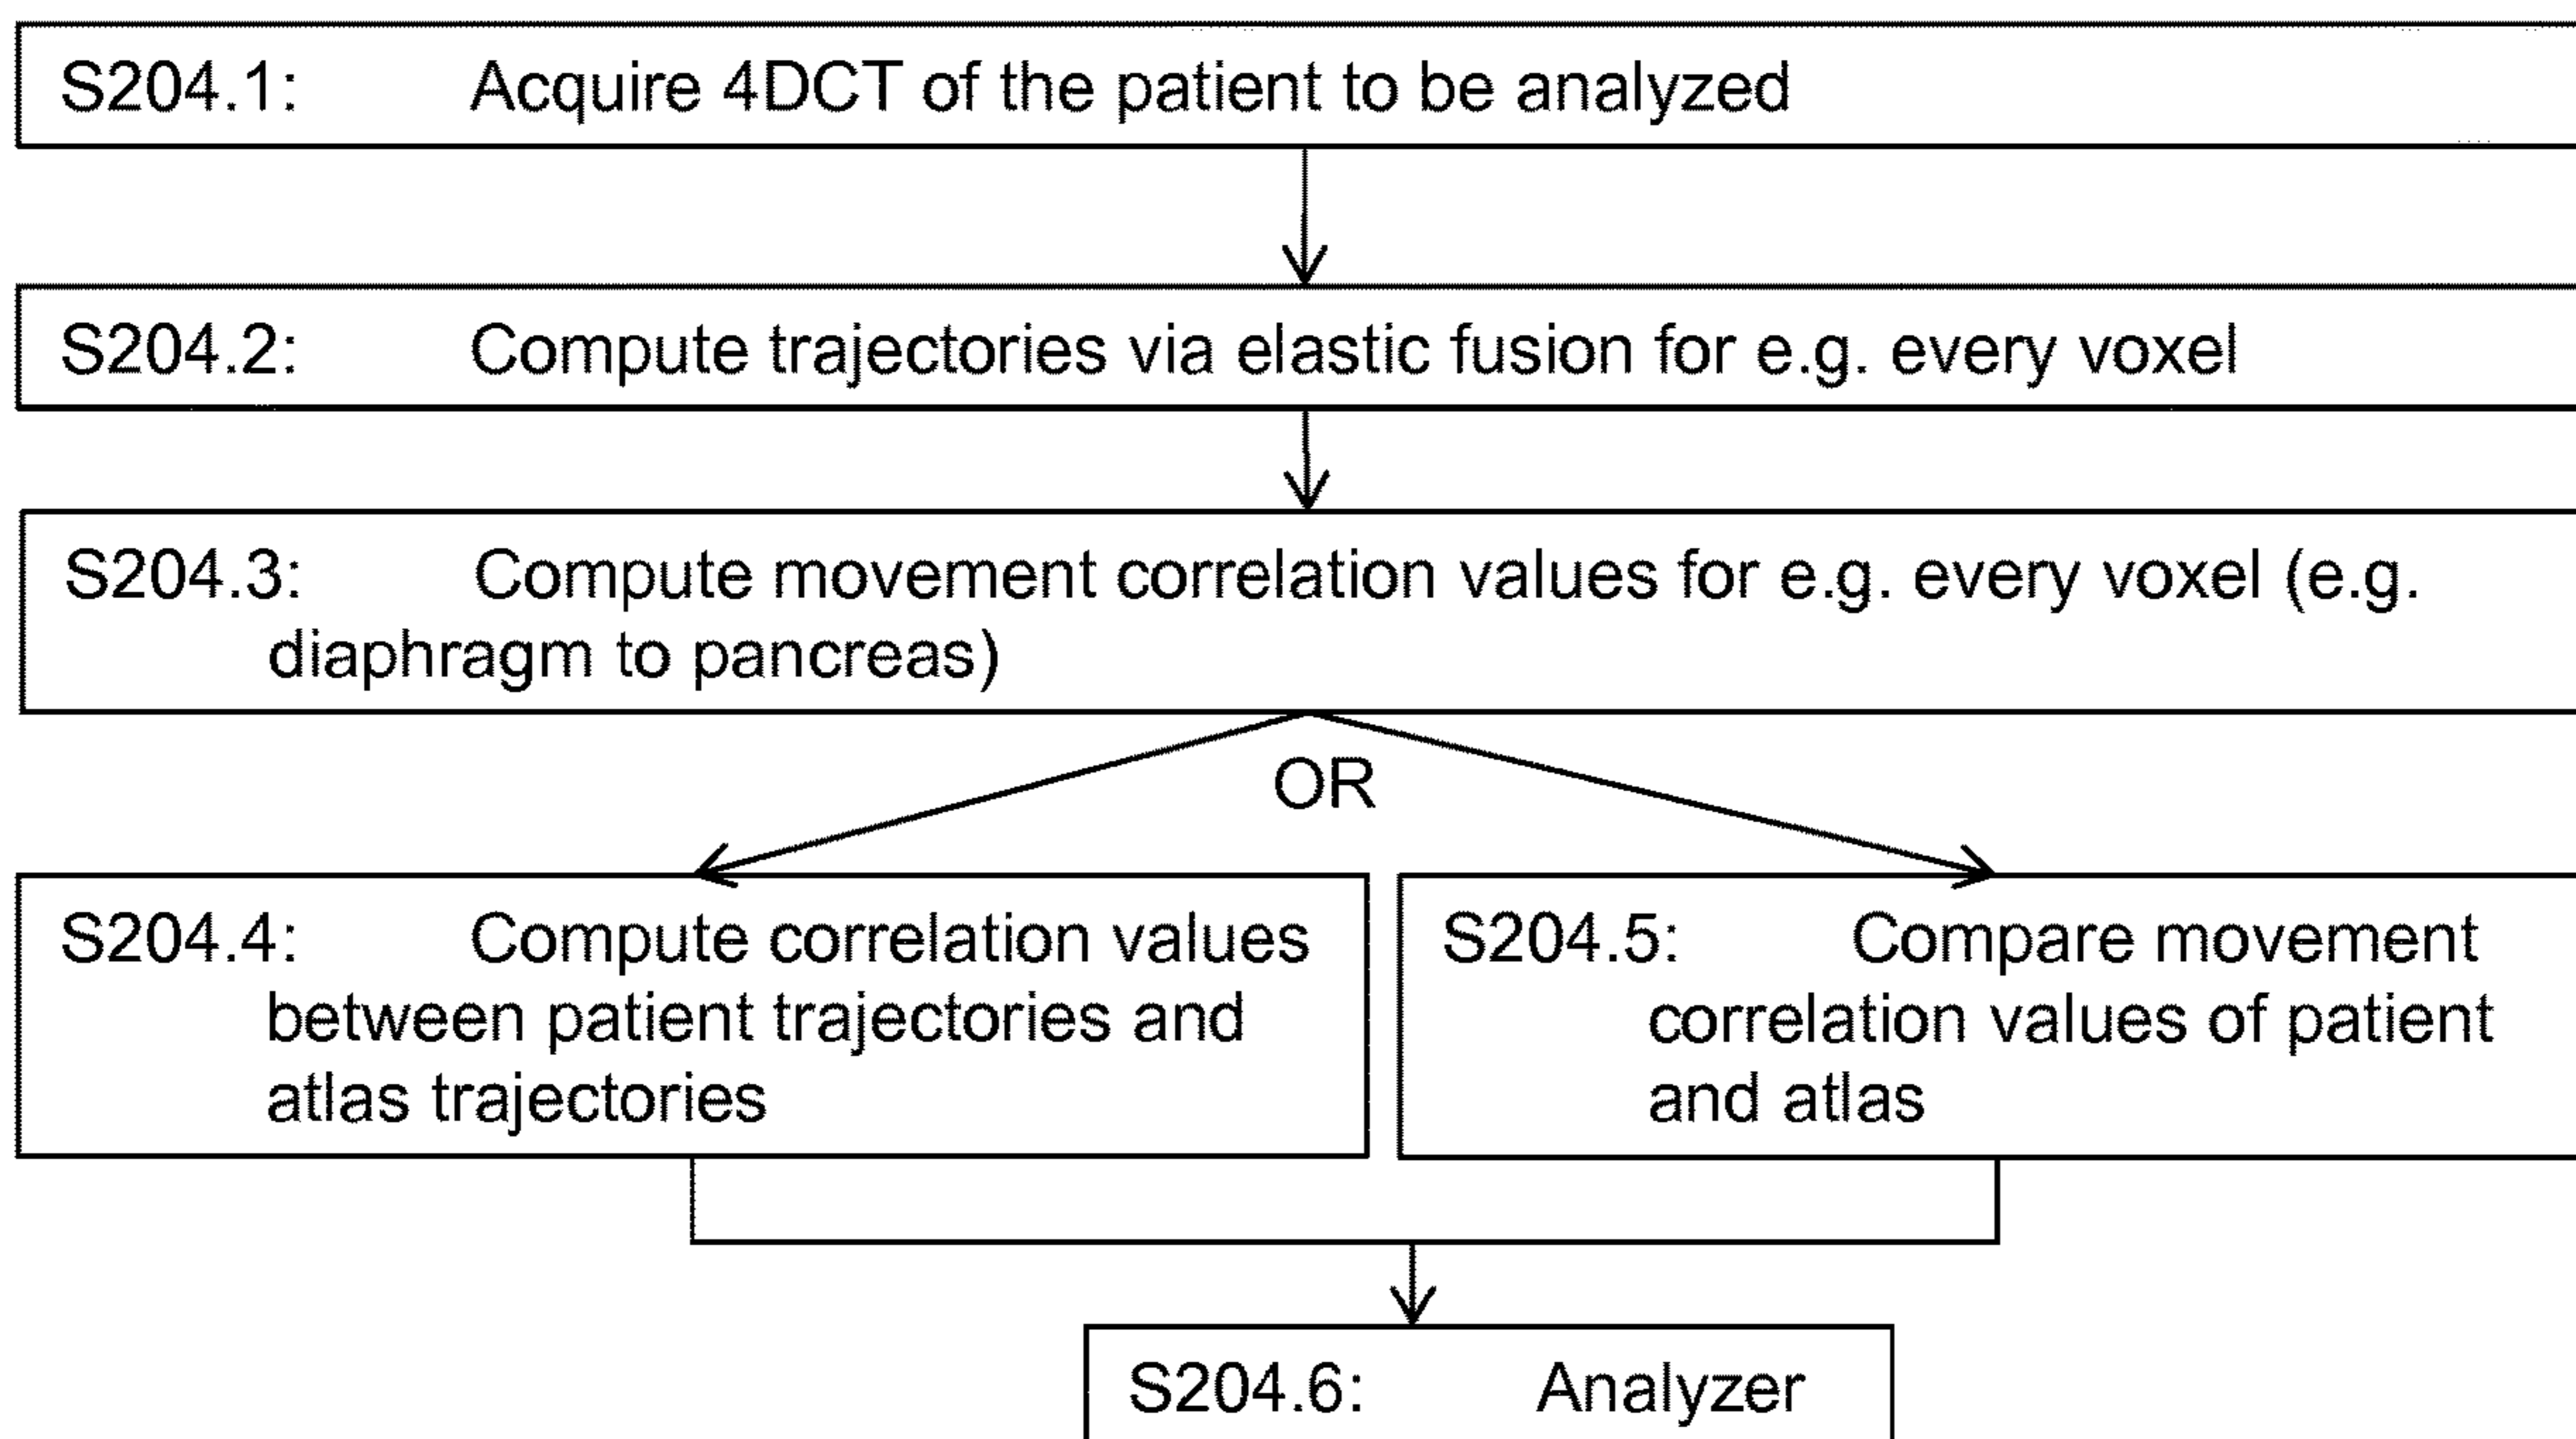 S204.1: Acquire 4DCT of the patient to be analyzed
S204.2: Compute trajectories via elastic fusion for e.g. every voxel
S204.3: Compute movement correlation values for e.g. every voxel (e.g.
diaphragm to pancreas)
OR
S204.4: Compute correlation values
between patient trajectories and
atlas trajectories
S204.5: Compare movement
correlation values of patient
and atlas
S204.6: Analyzer